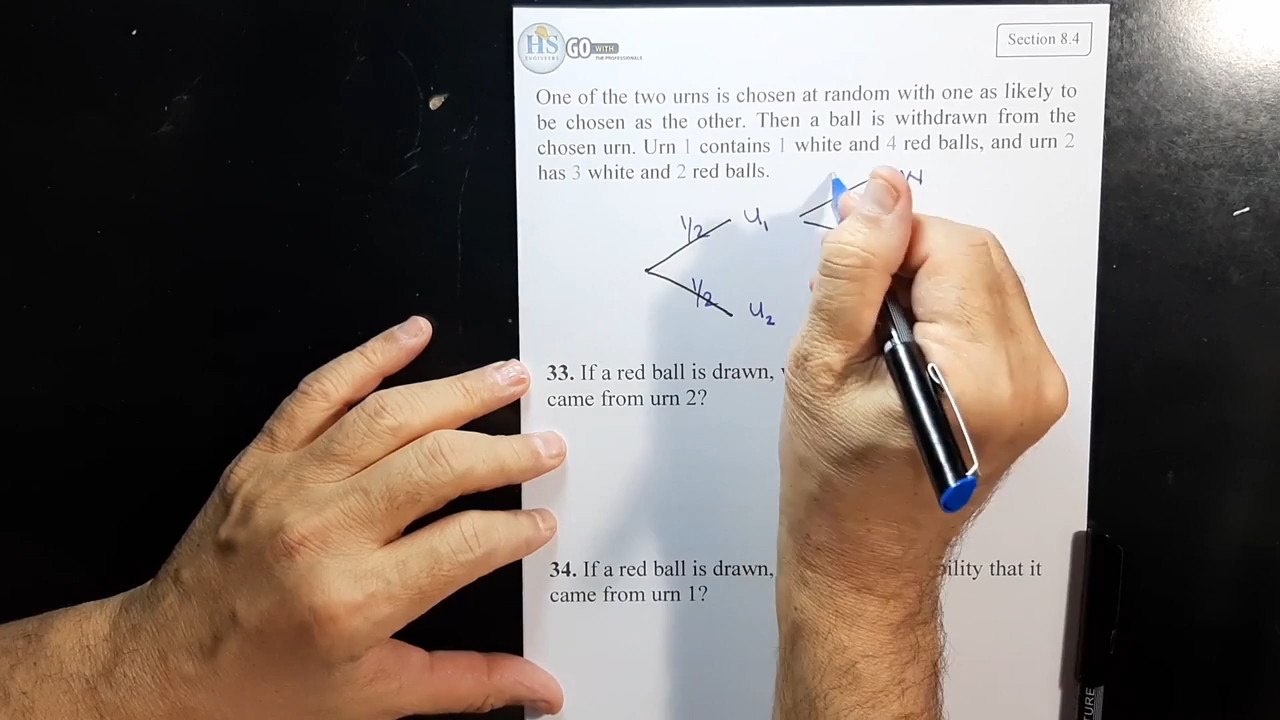 HS
ENGINEERS
GO WITH
THE PROFESSIONALS
Section 8.4
One of the two urns is chosen at random with one as likely to
be chosen as the other. Then a ball is withdrawn from the
chosen urn. Urn 1 contains 1 white and 4 red balls, and urn 2
has 3 white and 2 red balls.
W
1/2 U1
1/2 U2
33. If a red ball is drawn,
came from urn 2?
34. If a red ball is drawn, ility that it
came from urn 1?
TURE